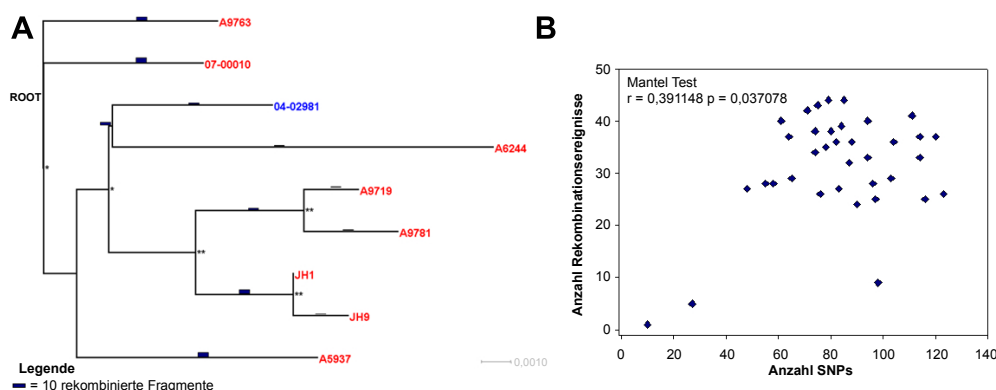 A
A9763
07-00010
ROOT
04-02981
*
A6244
*
A9719
**
A9781
**
JH1
**
JH9
A5937
0,0010
Legende
= 10 rekombinierte Fragmente
B
Mantel Test
r = 0,391148 p = 0,037078
Anzahl Rekombinationsereignisse
50
40
30
20
10
0
0 20 40 60 80 100 120 140
Anzahl SNPs